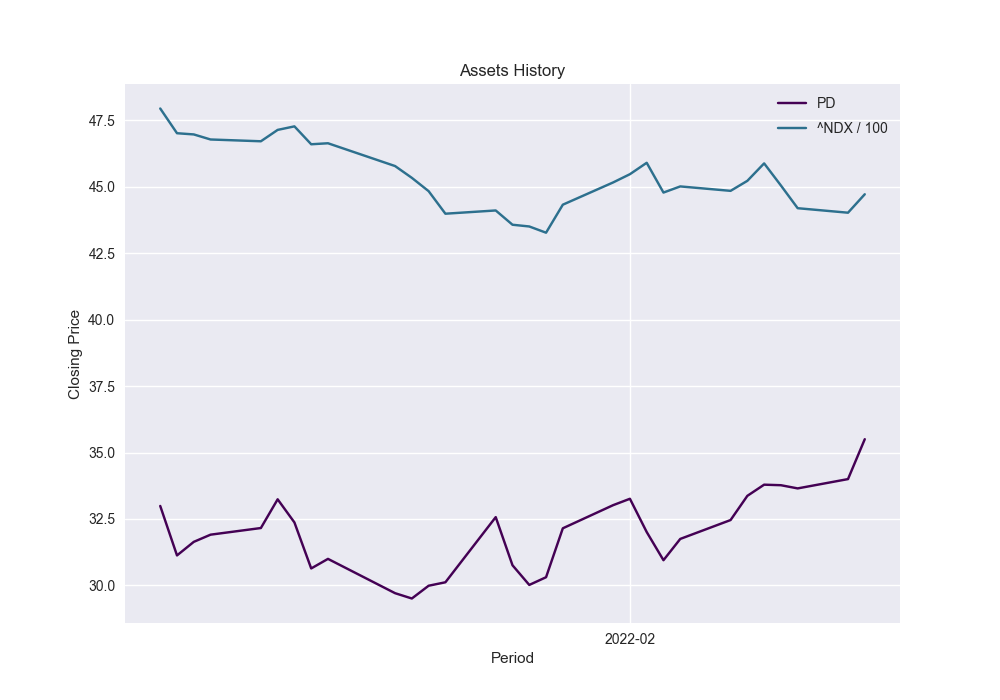 Assets History
PD
^NDX / 100
47.5
45.0
42.5
40.0
37.5
35.0
32.5
30.0
Closing Price
2022-02
Period